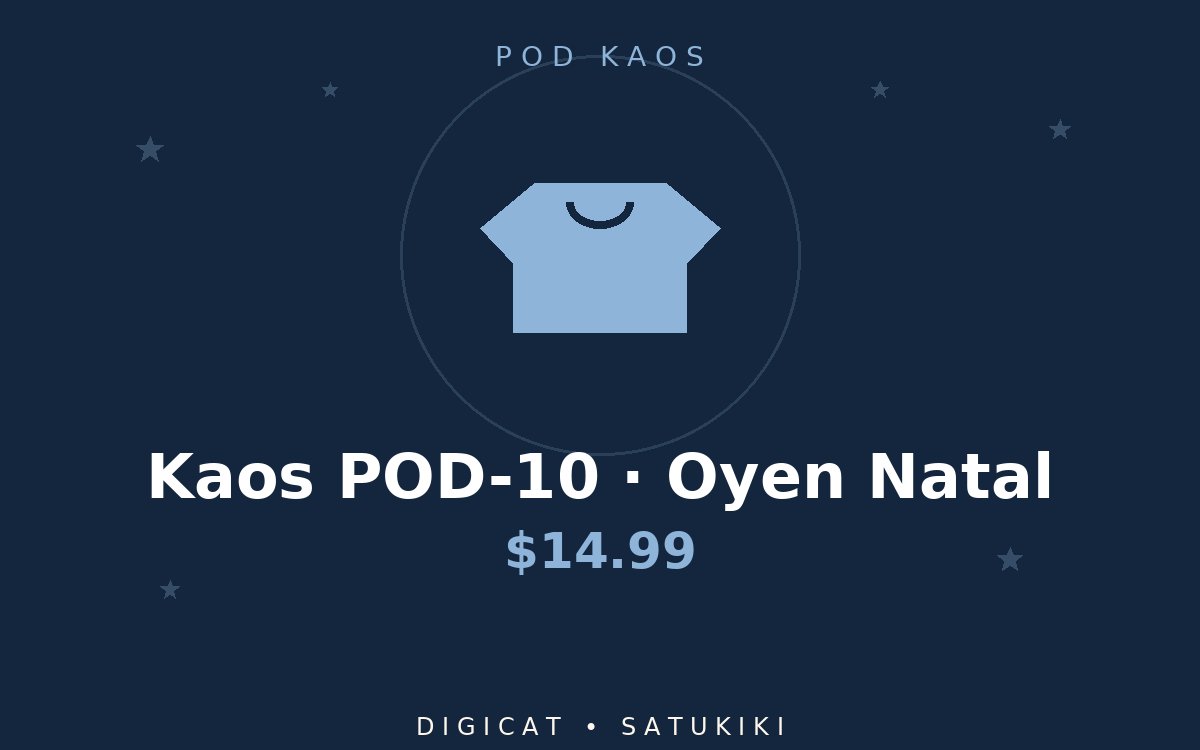 POD KAOS
Kaos POD-10 · Oyen Natal
$14.99
DIGICAT • SATUKIKI